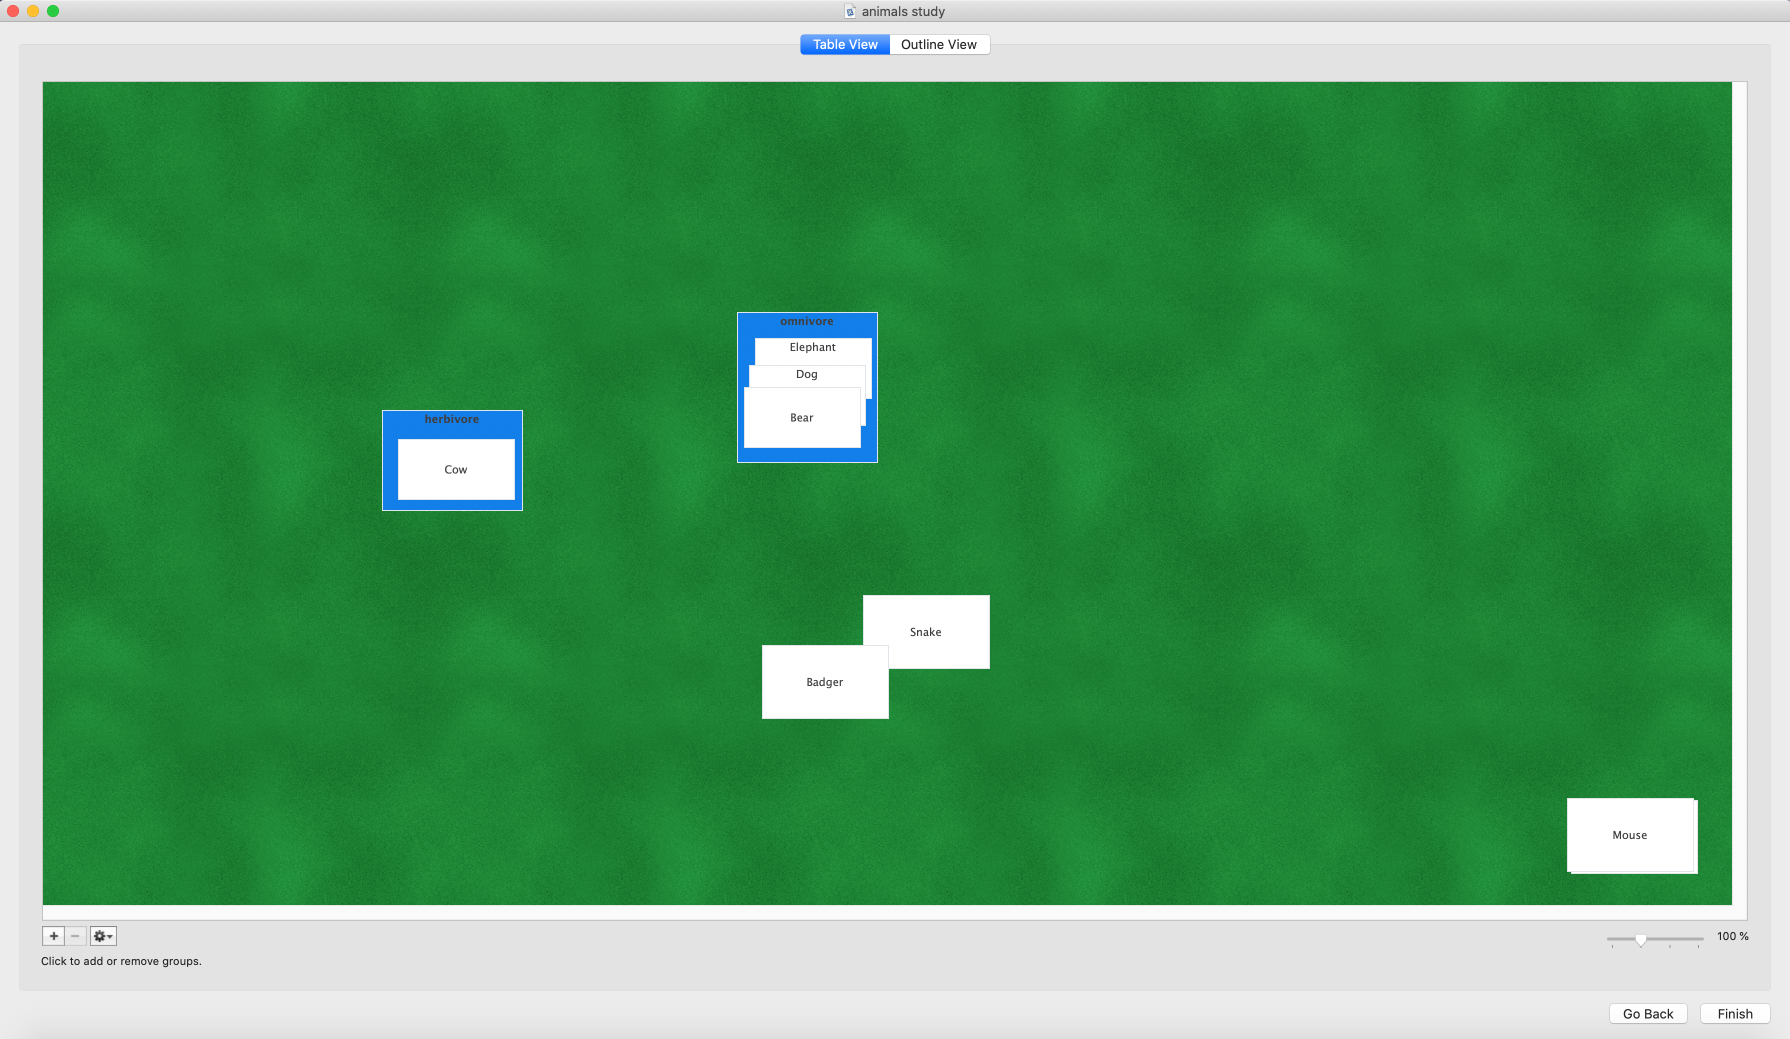 animals study
Table View
Outline View
omnivore
Elephant
Dog
Bear
herbivore
Cow
Snake
Badger
Mouse
100 %
Click to add or remove groups.
Go Back
Finish